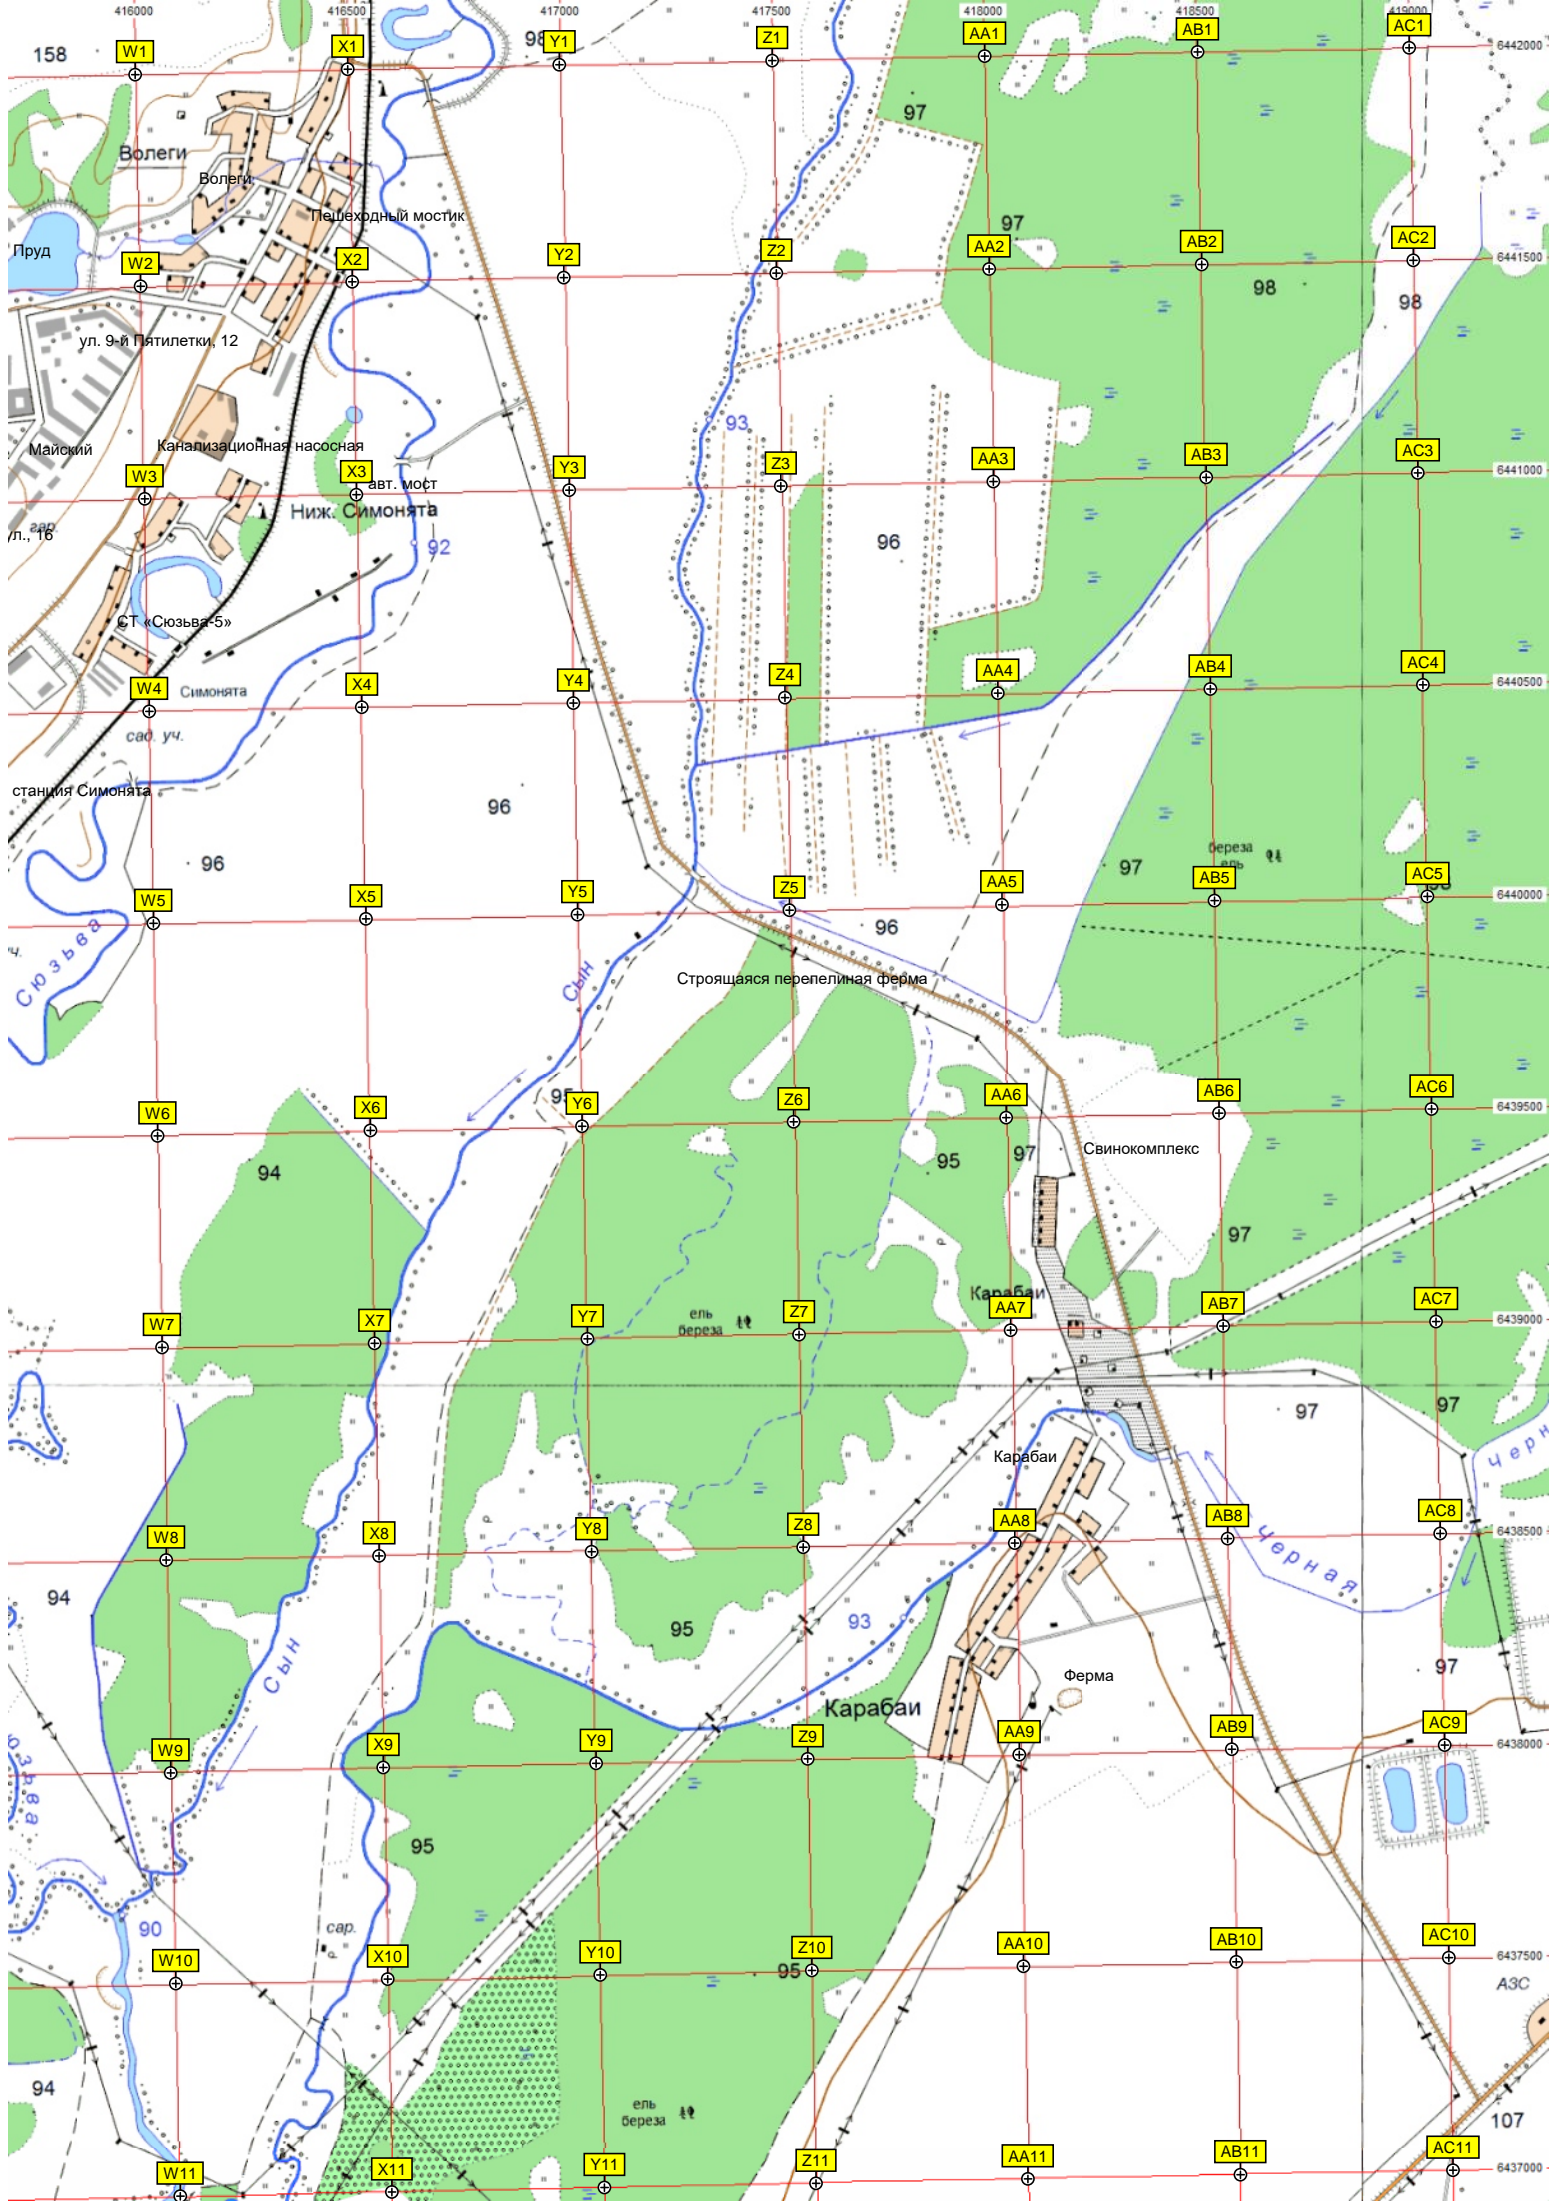 416000 416500 417000 417500 418000 418500 419000
158
98
W1 X1 Y1 Z1 AA1 AB1 AC1 6442000
97
Волеги
Волеги
Пешеходный мостик
97
Пруд
W2 X2 Y2 Z2 AA2 AB2 AC2 6441500
98
98
ул. 9-й Пятилетки, 12
93
Майский
Канализационная насосная
W3 X3 Y3 Z3 AA3 AB3 AC3 6441000
авт. мост
Ниж. Симонята
гар.
ул., 16
92
96
СТ «Сюзьва-5»
W4 X4 Y4 Z4 AA4 AB4 AC4 6440500
Симонята
сад. уч.
станция Симонята
96
96
97
береза
ель
W5 X5 Y5 Z5 AA5 AB5 AC5 6440000
96
Сюзьва
ч.
Сын
Строящаяся перепелиная ферма
95
W6 X6 Y6 Z6 AA6 AB6 AC6 6439500
94
95
97
Свинокомплекс
97
Карабаи
W7 X7 Y7 Z7 AA7 AB7 AC7 6439000
ель
береза
97
97
Черн
Карабаи
W8 X8 Y8 Z8 AA8 AB8 AC8 6438500
Черная
94
95
93
Сын
97
Ферма
Карабаи
W9 X9 Y9 Z9 AA9 AB9 AC9 6438000
юзьва
95
90
сар.
W10 X10 Y10 Z10 AA10 AB10 AC10 6437500
95
АЗС
94
ель
береза
107
W11 X11 Y11 Z11 AA11 AB11 AC11 6437000